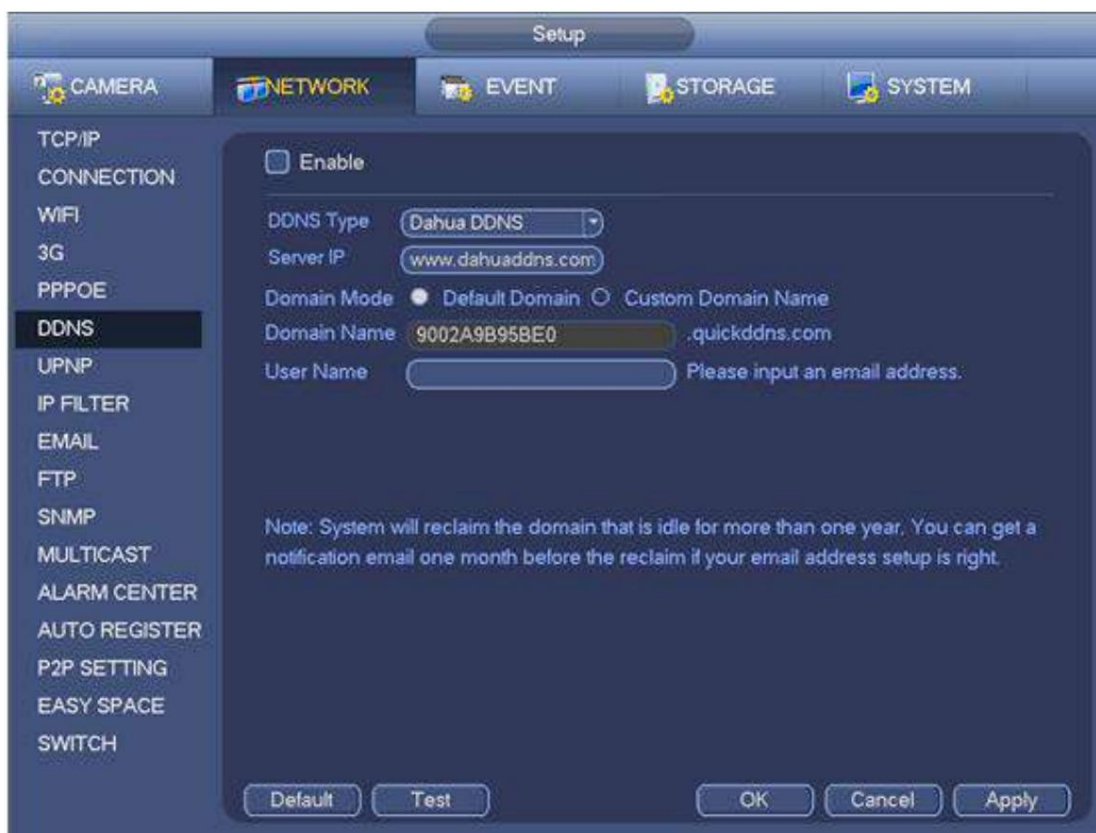 Setup
CAMERA NETWORK EVENT STORAGE SYSTEM
TCP/IP
CONNECTION
WIFI
3G
PPPOE
DDNS
UPNP
IP FILTER
EMAIL
FTP
SNMP
MULTICAST
ALARM CENTER
AUTO REGISTER
P2P SETTING
EASY SPACE
SWITCH
Enable
DDNS Type Dahua DDNS
Server IP www.dahuaddns.com
Domain Mode Default Domain Custom Domain Name
Domain Name 9002A9B95BE0 .quickddns.com
User Name Please input an email address.
Note: System will reclaim the domain that is idle for more than one year. You can get a
notification email one month before the reclaim if your email address setup is right.
Default Test OK Cancel Apply